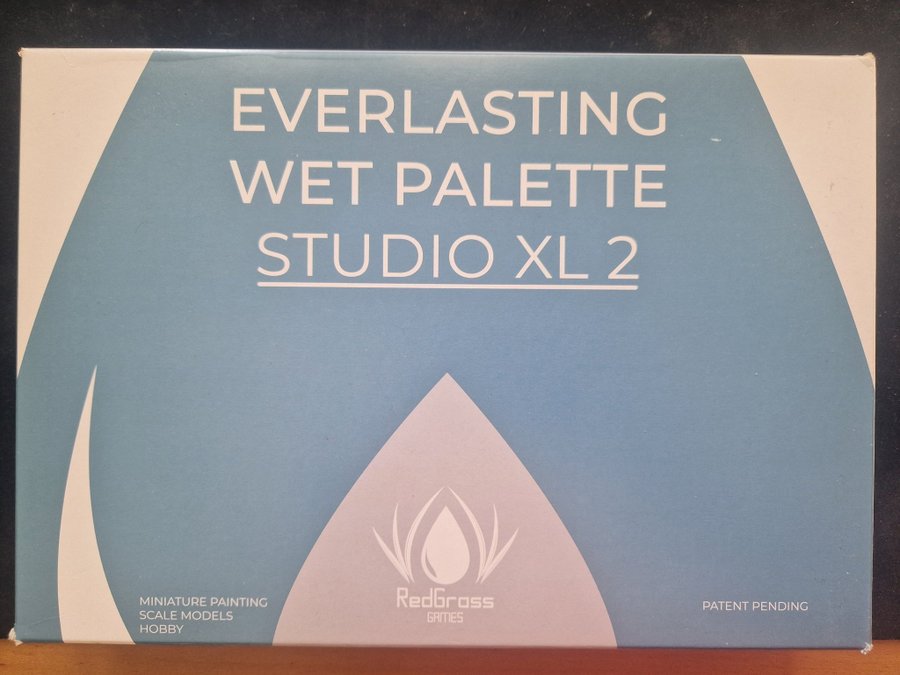 EVERLASTING
WET PALETTE
STUDIO XL 2
RedGrass
GAMES
MINIATURE PAINTING
SCALE MODELS
HOBBY
PATENT PENDING